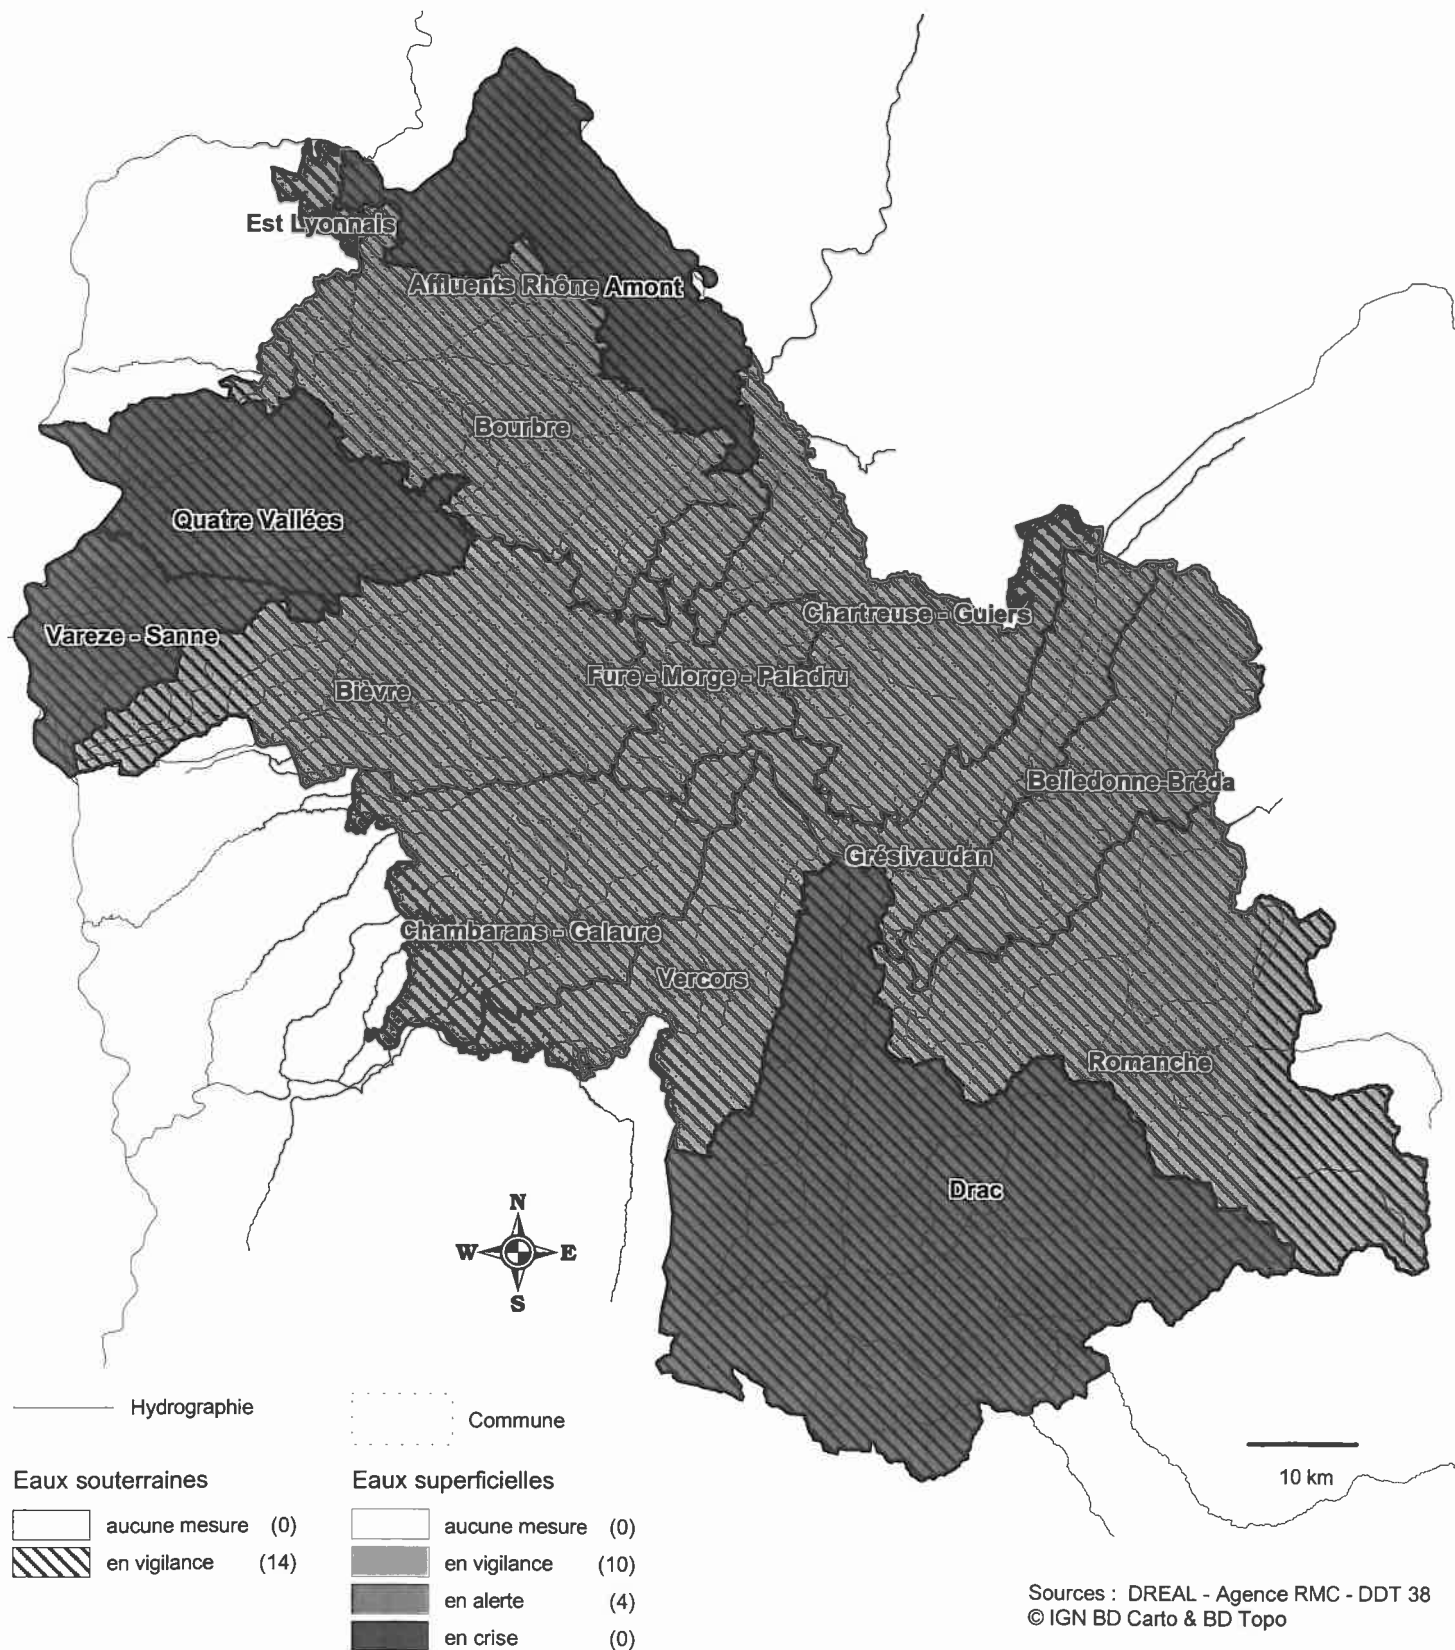 Est Lyonnais
Affluents Rhône Amont
Bourbre
Quatre Vallées
Chartreuse - Guiers
Vareze - Sanne
Fure - Morge - Paladru
Bièvre
Belledonne-Bréda
Grésivaudan
Chambarans - Galaure
Vercors
Romanche
Drac
N
W E
S
Hydrographie
Commune
10 km
Eaux souterraines
aucune mesure (0)
en vigilance (14)
Eaux superficielles
aucune mesure (0)
en vigilance (10)
en alerte (4)
en crise (0)
Sources : DREAL - Agence RMC - DDT 38
© IGN BD Carto & BD Topo